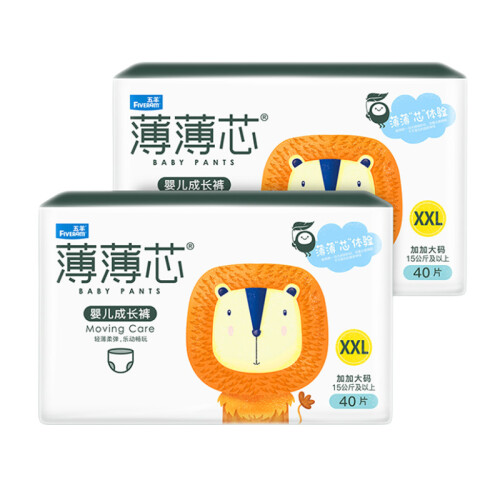 五羊
FIVERAMS
薄薄芯®
BABY PANTS
婴儿成长裤
薄薄“芯”体验
XXL
加加大码
15公斤及以上
40片
五羊
FIVERAMS
薄薄芯®
BABY PANTS
婴儿成长裤
Moving Care
轻薄柔弹,乐动畅玩
薄薄“芯”体验
XXL
加加大码
15公斤及以上
40片